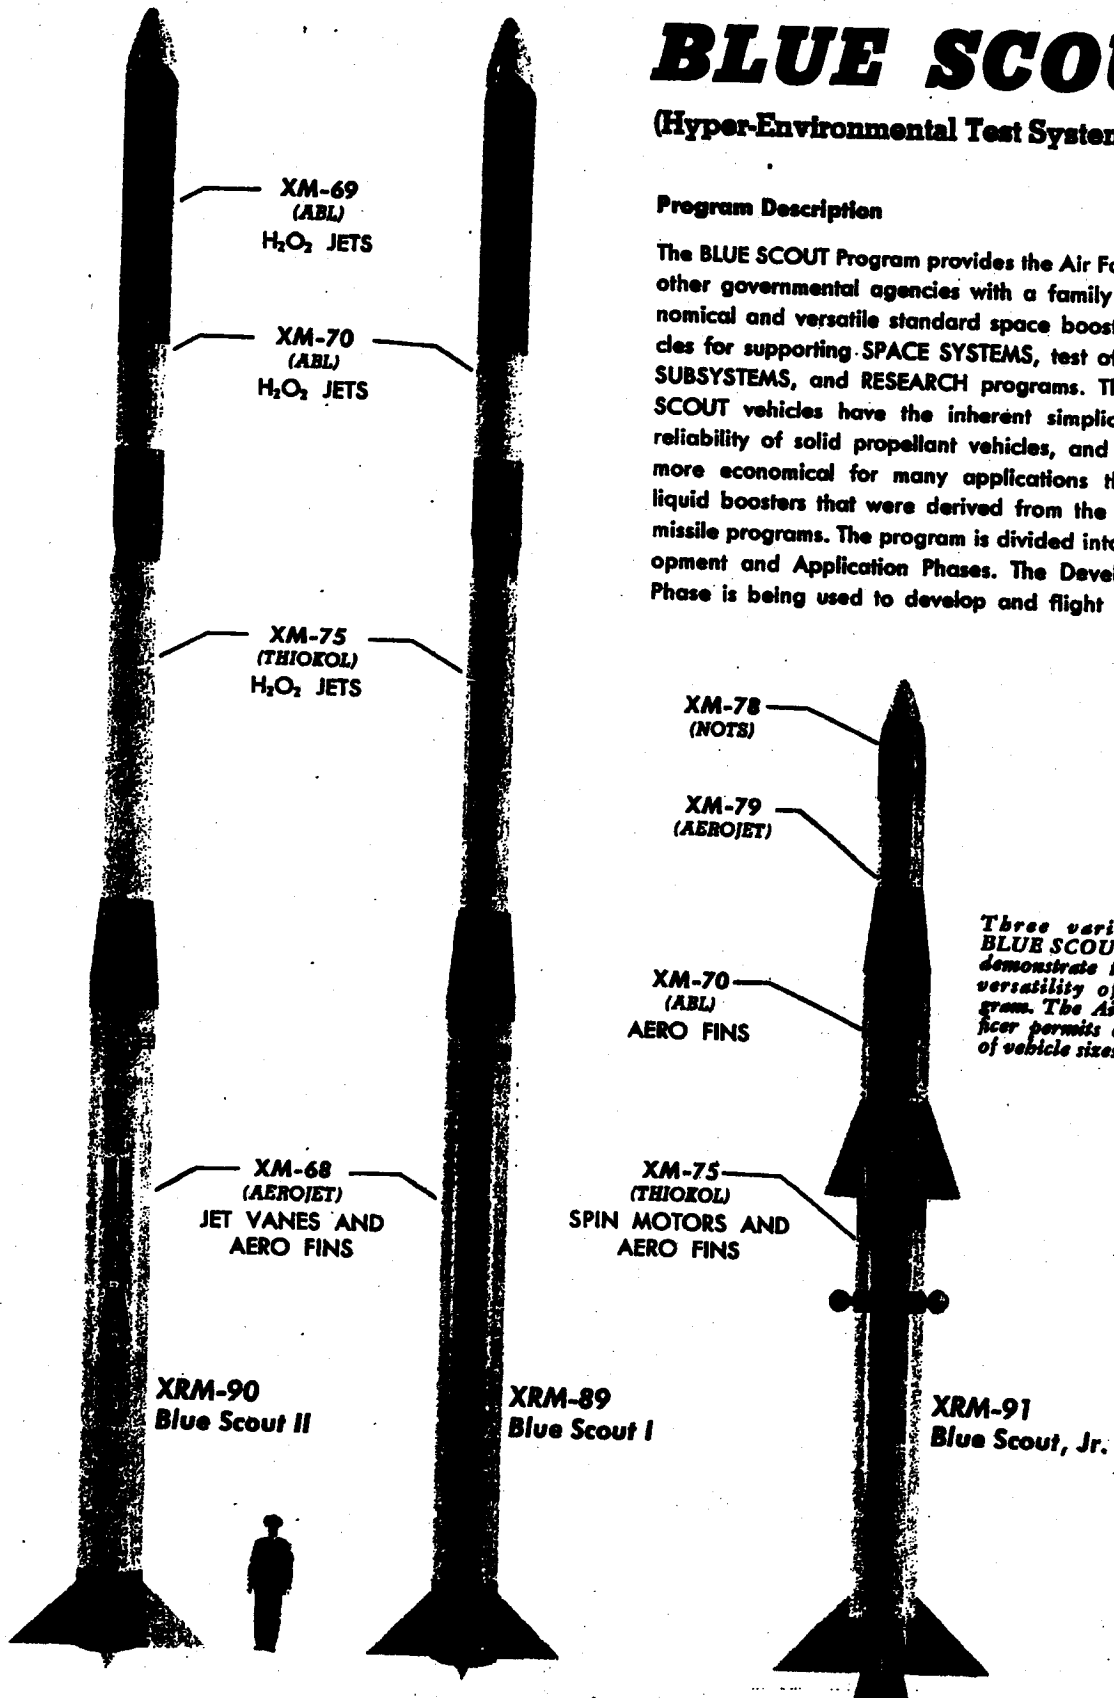 BLUE SCOU
(Hyper-Environmental Test System
Program Description
The BLUE SCOUT Program provides the Air Fo
other governmental agencies with a family
nomical and versatile standard space boost
cles for supporting SPACE SYSTEMS, test of
SUBSYSTEMS, and RESEARCH programs. Th
SCOUT vehicles have the inherent simplic
reliability of solid propellant vehicles, and
more economical for many applications th
liquid boosters that were derived from the
missile programs. The program is divided into
opment and Application Phases. The Devel
Phase is being used to develop and flight
XM-69
(ABL)
H₂O₂ JETS
XM-70
(ABL)
H₂O₂ JETS
XM-75
(THIOKOL)
H₂O₂ JETS
XM-68
(AEROJET)
JET VANES AND
AERO FINS
XRM-90
Blue Scout II
XRM-89
Blue Scout I
XM-78
(NOTS)
XM-79
(AEROJET)
XM-70
(ABL)
AERO FINS
XM-75
(THIOKOL)
SPIN MOTORS AND
AERO FINS
XRM-91
Blue Scout, Jr.
Three vari
BLUE SCOU
demonstrate
versatility of
gram. The Ai
ficer permits
of vehicle sizes